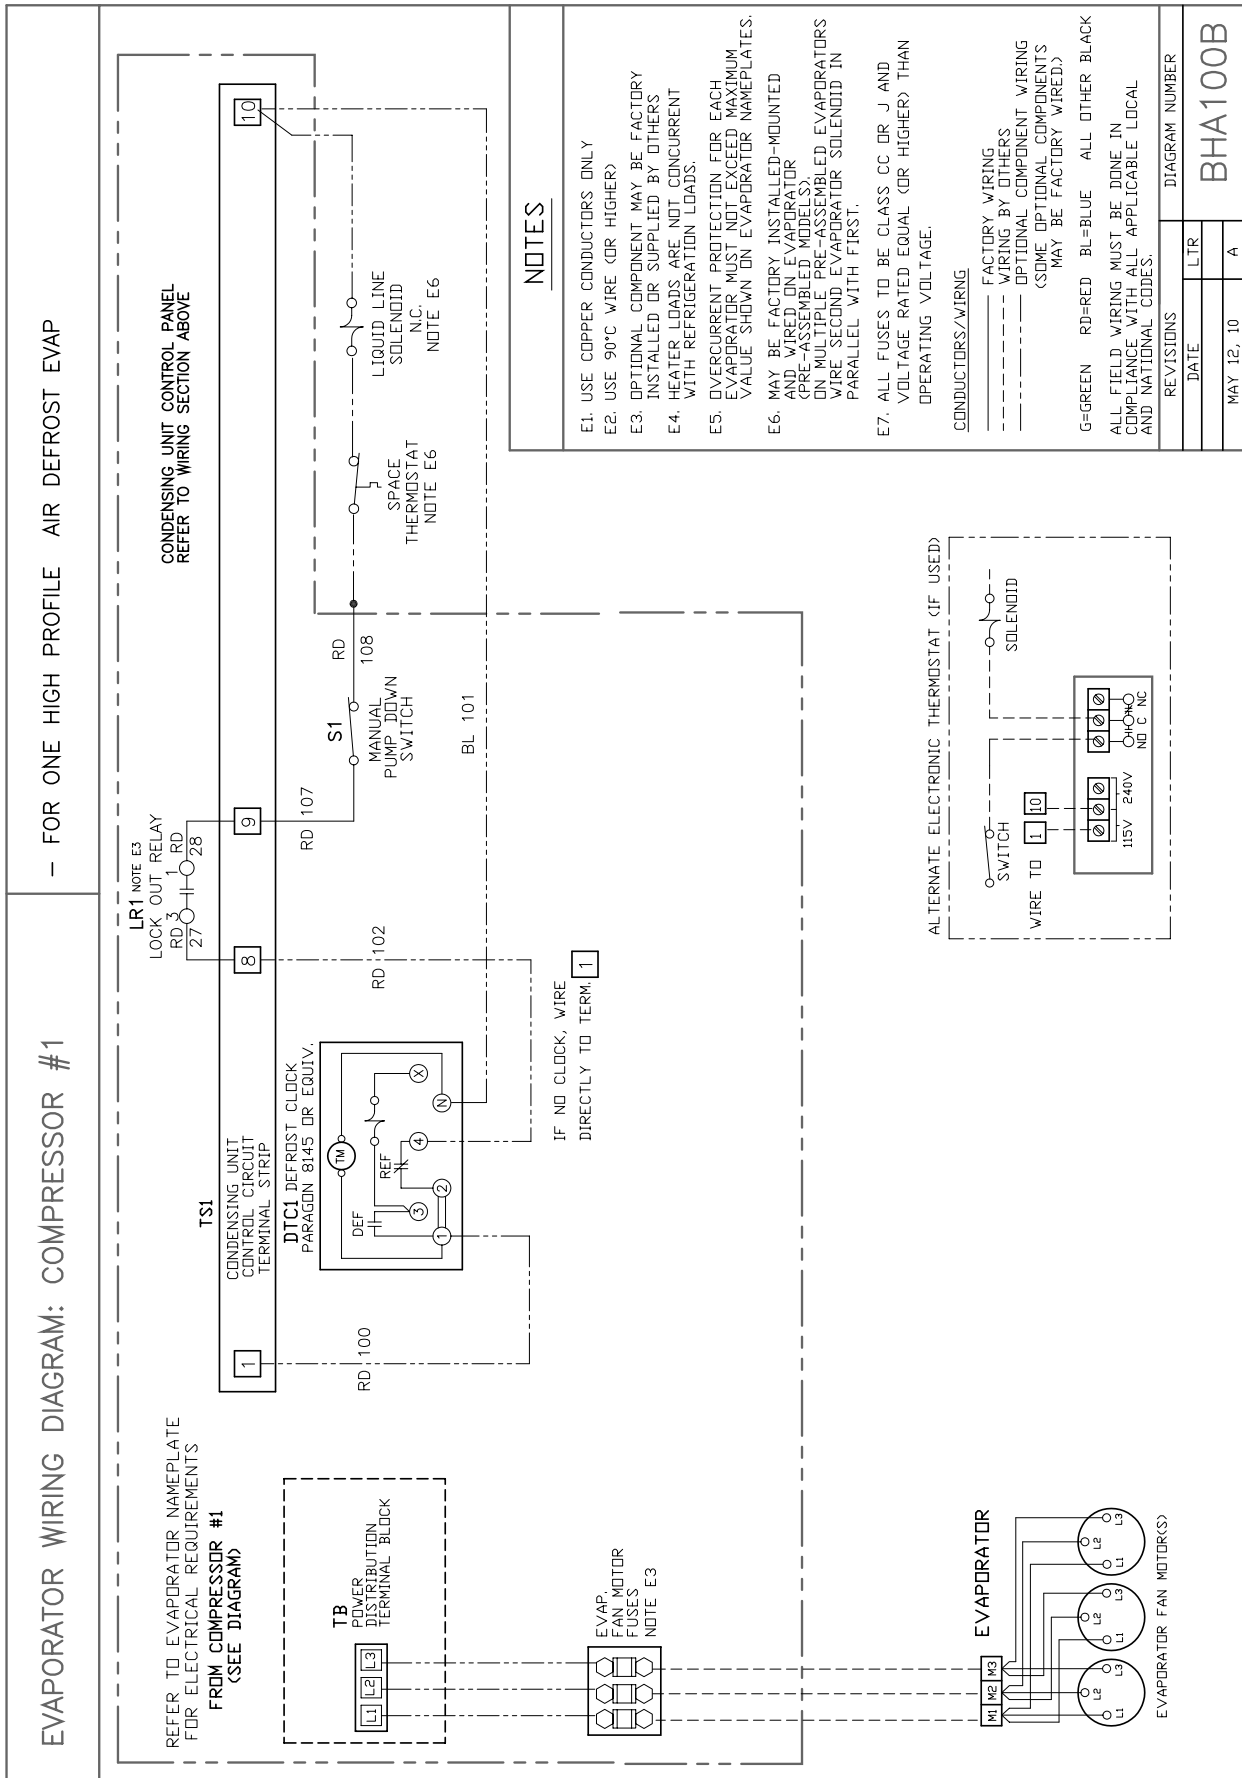 EVAPORATOR WIRING DIAGRAM: COMPRESSOR #1
- FOR ONE HIGH PROFILE AIR DEFROST EVAP
REFER TO EVAPORATOR NAMEPLATE
FOR ELECTRICAL REQUIREMENTS
FROM COMPRESSOR #1
(SEE DIAGRAM)
TB
POWER
DISTRIBUTION
TERMINAL BLOCK
L1 L2 L3
EVAP.
FAN MOTOR
FUSES
NOTE E3
EVAPORATOR
M1 M2 M3
L1 L2 L3
L1 L2 L3
L1 L2 L3
EVAPORATOR FAN MOTOR(S)
LR1 NOTE E3
LOCK OUT RELAY
RD 3 1 RD
27 28
CONDENSING UNIT CONTROL PANEL
REFER TO WIRING SECTION ABOVE
TS1
CONDENSING UNIT
CONTROL CIRCUIT
TERMINAL STRIP
1 8 9 10
DTC1 DEFROST CLOCK
PARAGON 8145 OR EQUIV.
TM
DEF
REF
1 3 2 4 N X
RD 100
RD 102
RD 107
S1
MANUAL
PUMP DOWN
SWITCH
RD
108
BL 101
SPACE
THERMOSTAT
NOTE E6
LIQUID LINE
SOLENOID
N.C.
NOTE E6
IF NO CLOCK, WIRE
DIRECTLY TO TERM. 1
ALTERNATE ELECTRONIC THERMOSTAT (IF USED)
SWITCH
SOLENOID
WIRE TO 1 10
115V 240V
NO C NC
NOTES
E1. USE COPPER CONDUCTORS ONLY
E2. USE 90°C WIRE (OR HIGHER)
E3. OPTIONAL COMPONENT MAY BE FACTORY
INSTALLED OR SUPPLIED BY OTHERS
E4. HEATER LOADS ARE NOT CONCURRENT
WITH REFRIGERATION LOADS.
E5. OVERCURRENT PROTECTION FOR EACH
EVAPORATOR MUST NOT EXCEED MAXIMUM
VALUE SHOWN ON EVAPORATOR NAMEPLATES.
E6. MAY BE FACTORY INSTALLED-MOUNTED
AND WIRED ON EVAPORATOR
(PRE-ASSEMBLED MODELS).
ON MULTIPLE PRE-ASSEMBLED EVAPORATORS
WIRE SECOND EVAPORATOR SOLENOID IN
PARALLEL WITH FIRST.
E7. ALL FUSES TO BE CLASS CC OR J AND
VOLTAGE RATED EQUAL (OR HIGHER) THAN
OPERATING VOLTAGE.
CONDUCTORS/WIRNG
FACTORY WIRING
WIRING BY OTHERS
OPTIONAL COMPONENT WIRING
(SOME OPTIONAL COMPONENTS
MAY BE FACTORY WIRED.)
G=GREEN RD=RED BL=BLUE ALL OTHER BLACK
ALL FIELD WIRING MUST BE DONE IN
COMPLIANCE WITH ALL APPLICABLE LOCAL
AND NATIONAL CODES.
REVISIONS
DIAGRAM NUMBER
DATE LTR
BHA100B
MAY 12, 10 A